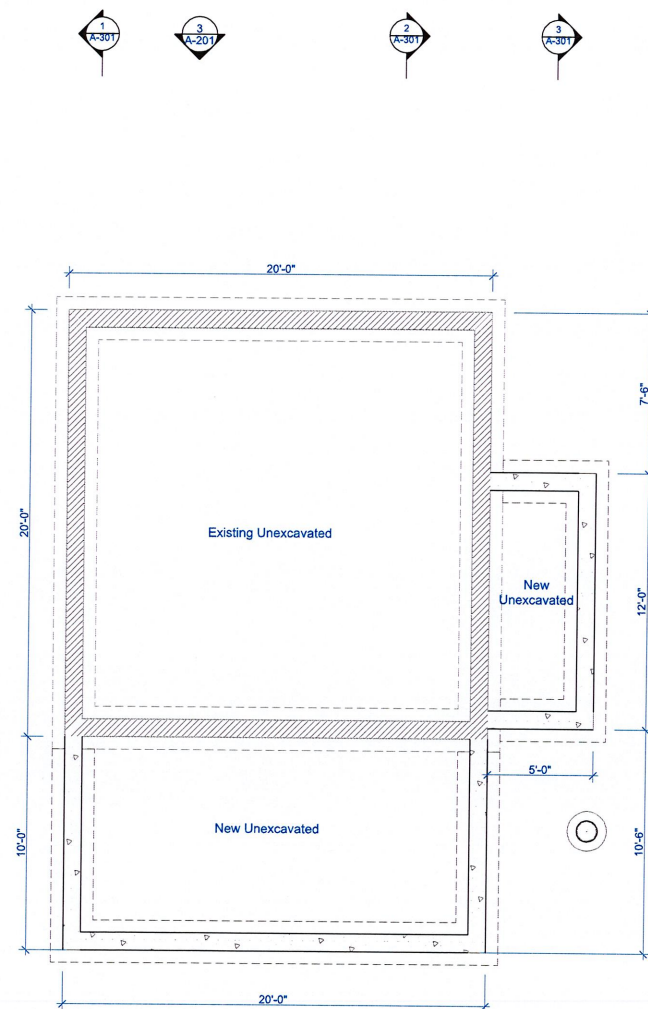 1
A-301
3
A-201
2
A-301
3
A-301
20'-0"
7'-6"
20'-0"
Existing Unexcavated
New
Unexcavated
12'-0"
5'-0"
New Unexcavated
10'-0"
10'-6"
20'-0"